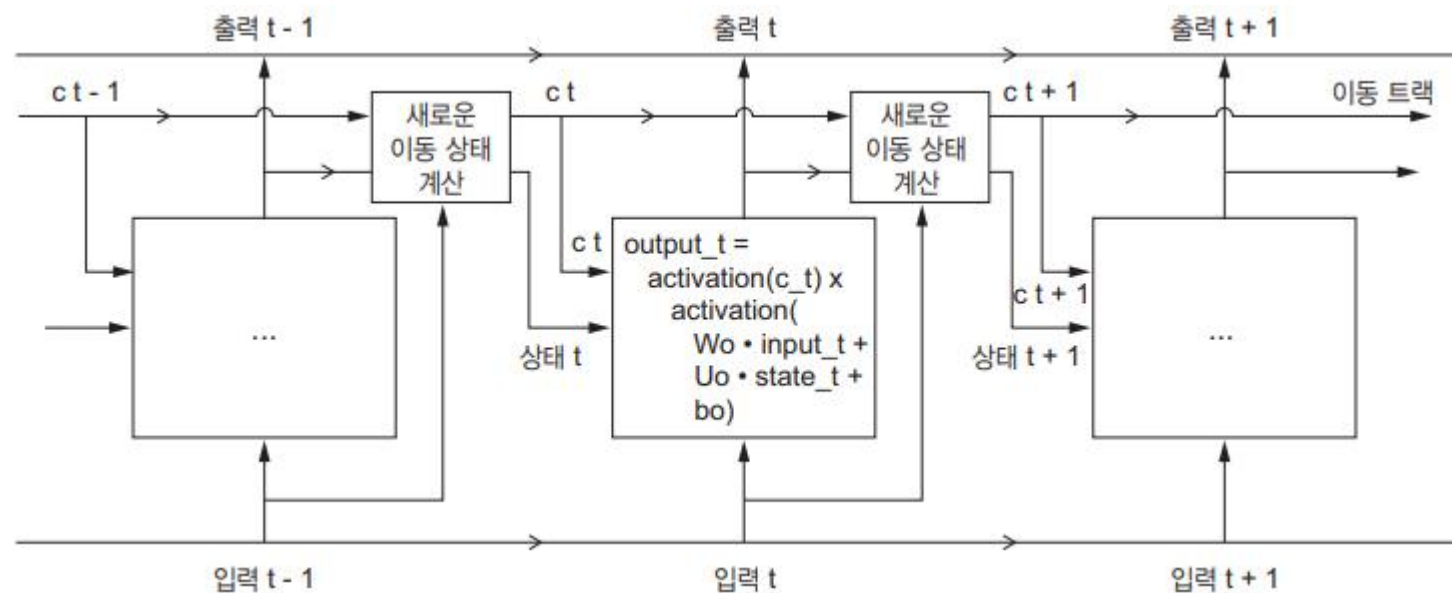 출력 t - 1
출력 t
출력 t + 1
c t - 1
새로운
이동 상태
계산
c t
새로운
이동 상태
계산
c t + 1
이동 트랙
...
c t
output_t =
activation(c_t) x
activation(
Wo • input_t +
Uo • state_t +
bo)
상태 t
c t + 1
상태 t + 1
...
입력 t - 1
입력 t
입력 t + 1